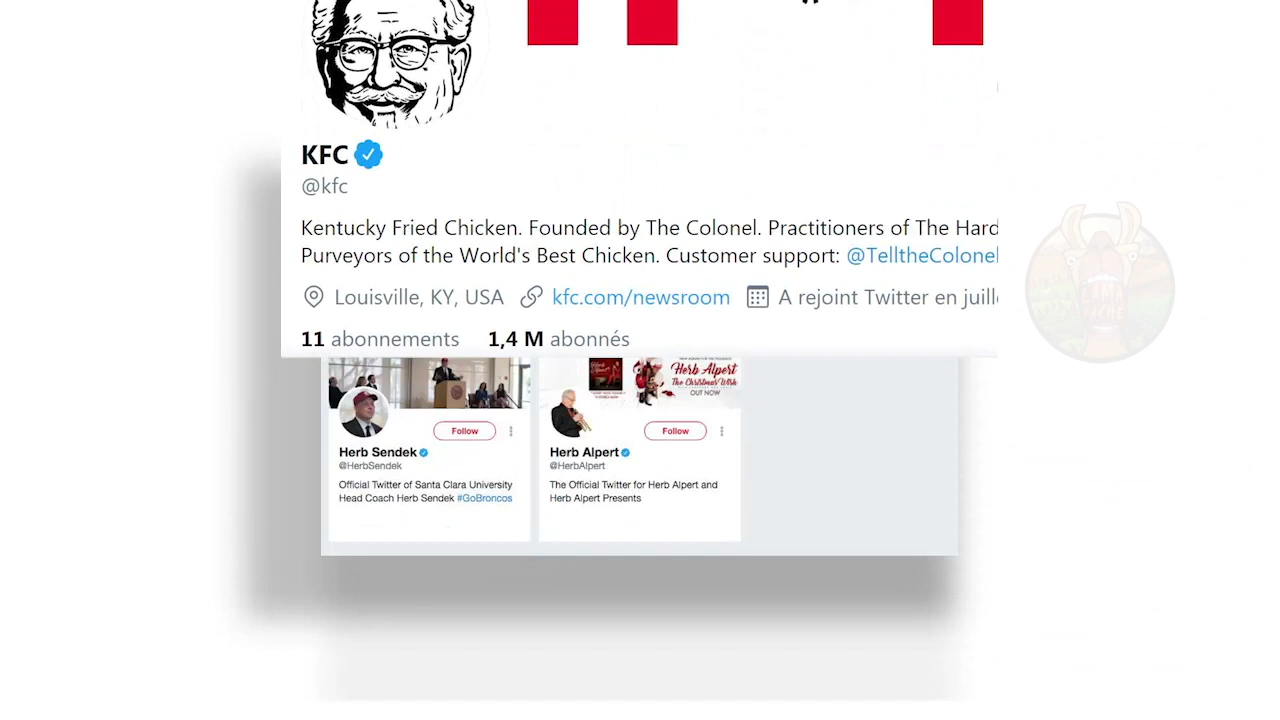 KFC
@kfc
Kentucky Fried Chicken. Founded by The Colonel. Practitioners of The Hard
Purveyors of the World's Best Chicken. Customer support: @TelltheColonel
Louisville, KY, USA kfc.com/newsroom A rejoint Twitter en juill
11 abonnements 1,4 M abonnés
Herb Alpert
The Christmas Wish
OUT NOW
Follow
Herb Sendek
@HerbSendek
Official Twitter of Santa Clara University
Head Coach Herb Sendek #GoBroncos
Follow
Herb Alpert
@HerbAlpert
The Official Twitter for Herb Alpert and
Herb Alpert Presents